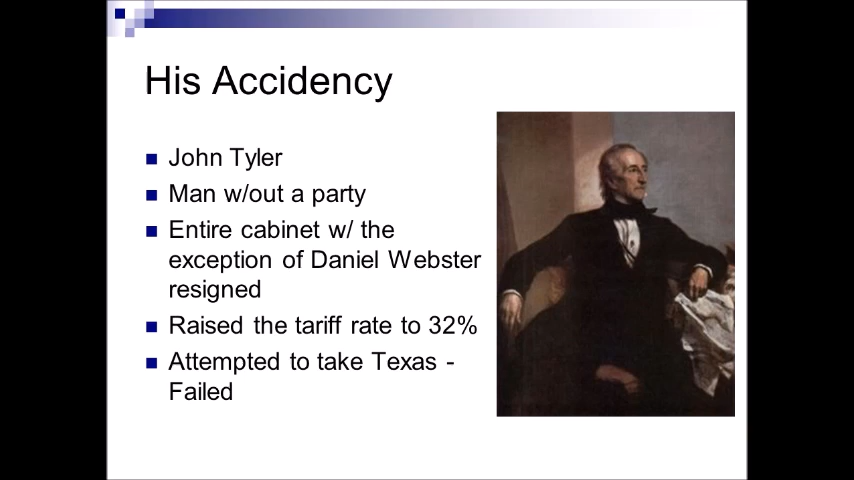 His Accidency
John Tyler
Man w/out a party
Entire cabinet w/ the
exception of Daniel Webster
resigned
Raised the tariff rate to 32%
Attempted to take Texas -
Failed